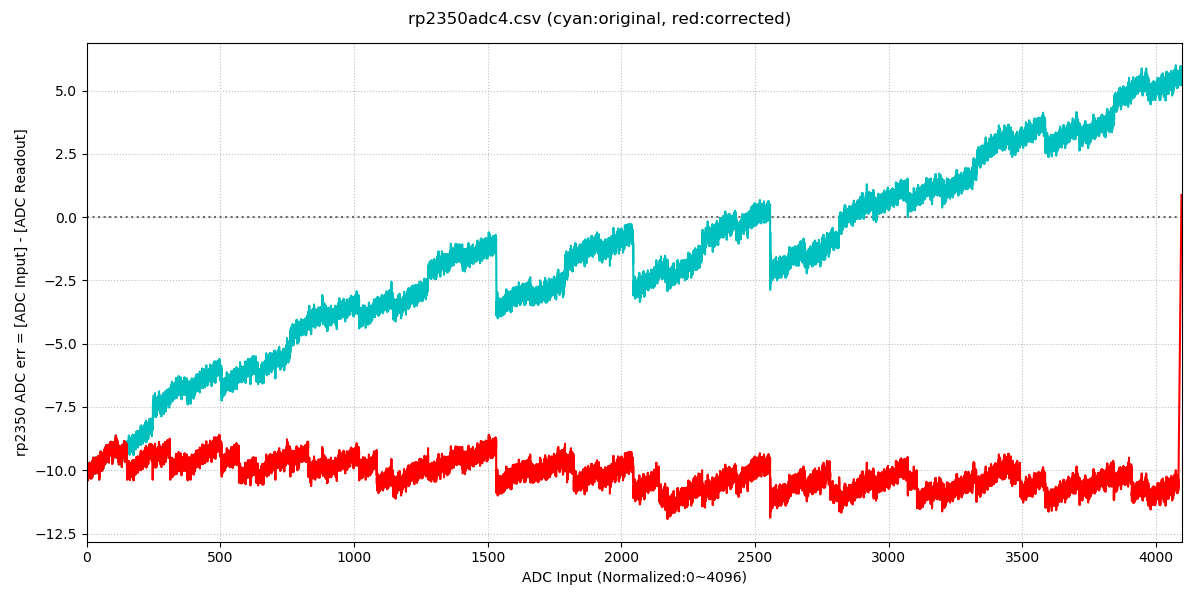 rp2350adc4.csv (cyan:original, red:corrected)
rp2350 ADC err = [ADC Input] - [ADC Readout]
5.0
2.5
0.0
−2.5
−5.0
−7.5
−10.0
−12.5
0 500 1000 1500 2000 2500 3000 3500 4000
ADC Input (Normalized:0~4096)